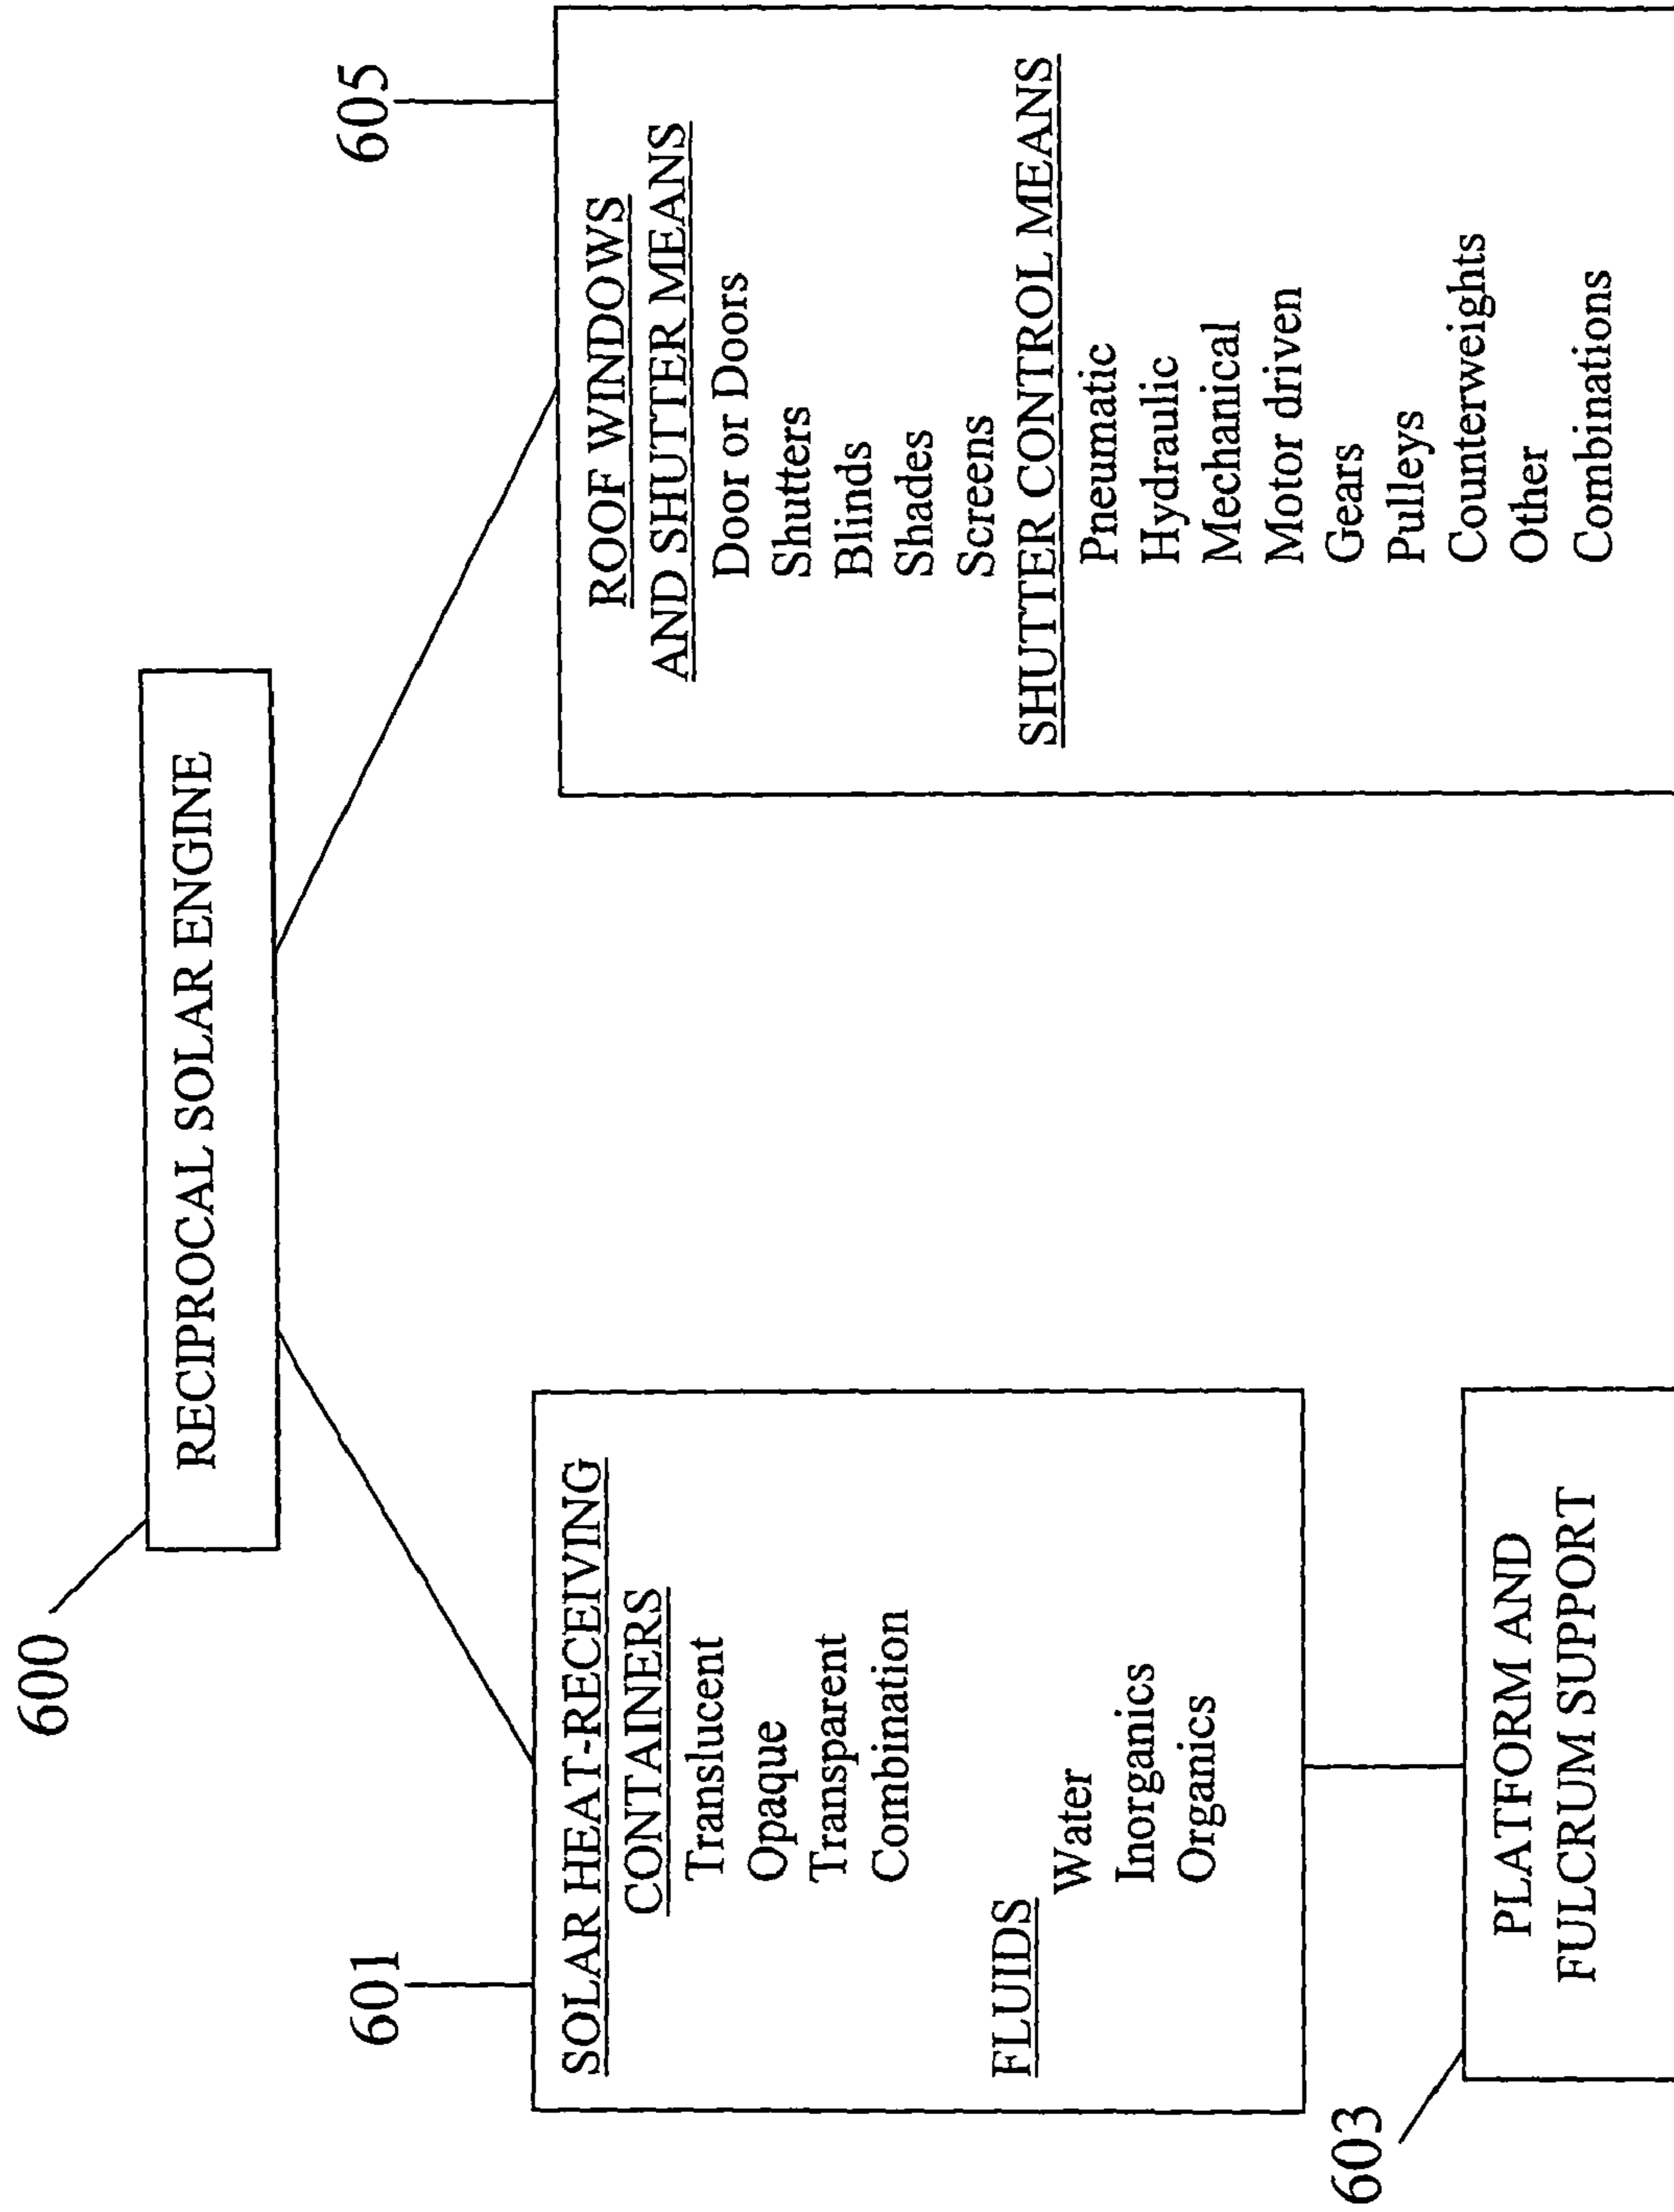 600
RECIPROCAL SOLAR ENGINE
601
SOLAR HEAT-RECEIVING
CONTAINERS
Translucent
Opaque
Transparent
Combination
FLUIDS
Water
Inorganics
Organics
603
PLATFORM AND
FULCRUM SUPPORT
605
ROOF WINDOWS
AND SHUTTER MEANS
Door or Doors
Shutters
Blinds
Shades
Screens
SHUTTER CONTROL MEANS
Pneumatic
Hydraulic
Mechanical
Motor driven
Gears
Pulleys
Counterweights
Other
Combinations